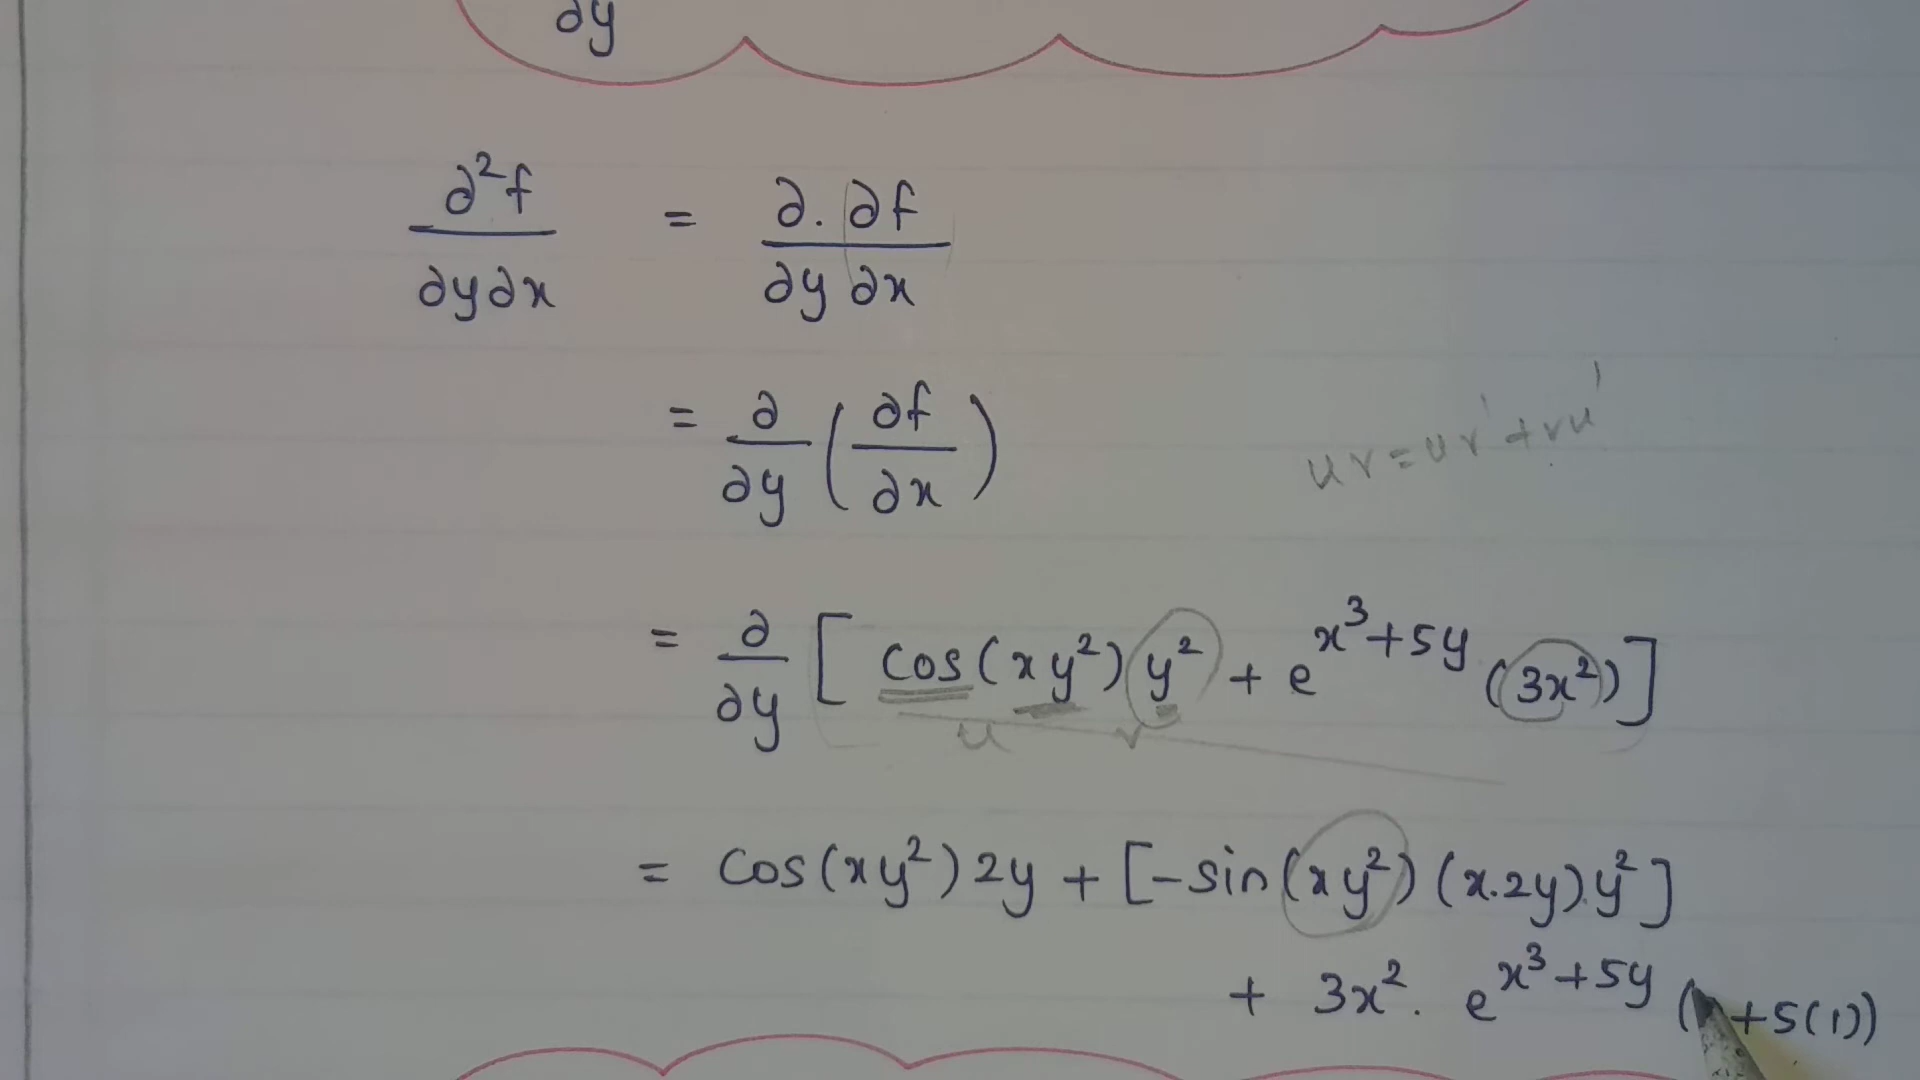 ∂y
∂²f / ∂y∂x = ∂.∂f / ∂y ∂x
= ∂/∂y (∂f/∂x)
uv = uv' + vu'
= ∂/∂y [ cos(xy²) y² + e^(x³+5y) (3x²) ]
u v
= cos(xy²) 2y + [-sin(xy²) (x.2y).y²]
+ 3x². e^(x³+5y) ( +5(1))